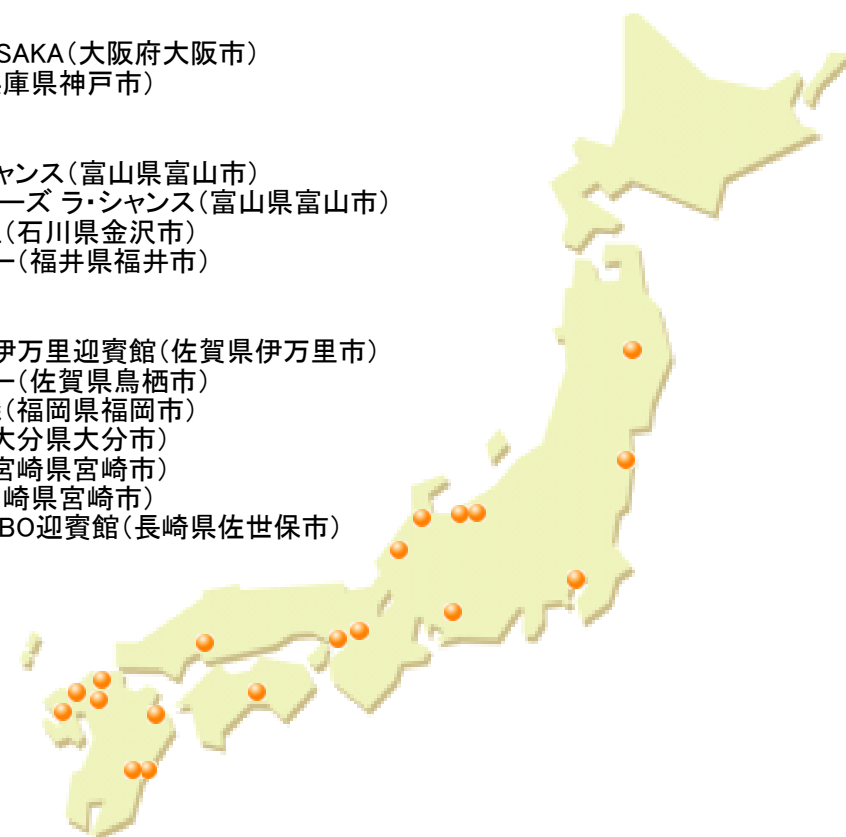 SAKA（大阪府大阪市）
庫県神戸市）
ャンス（富山県富山市）
ーズ ラ・シャンス（富山県富山市）
（石川県金沢市）
ー（福井県福井市）
伊万里迎賓館（佐賀県伊万里市）
ー（佐賀県鳥栖市）
（福岡県福岡市）
大分県大分市）
宮崎県宮崎市）
崎県宮崎市）
BO迎賓館（長崎県佐世保市）